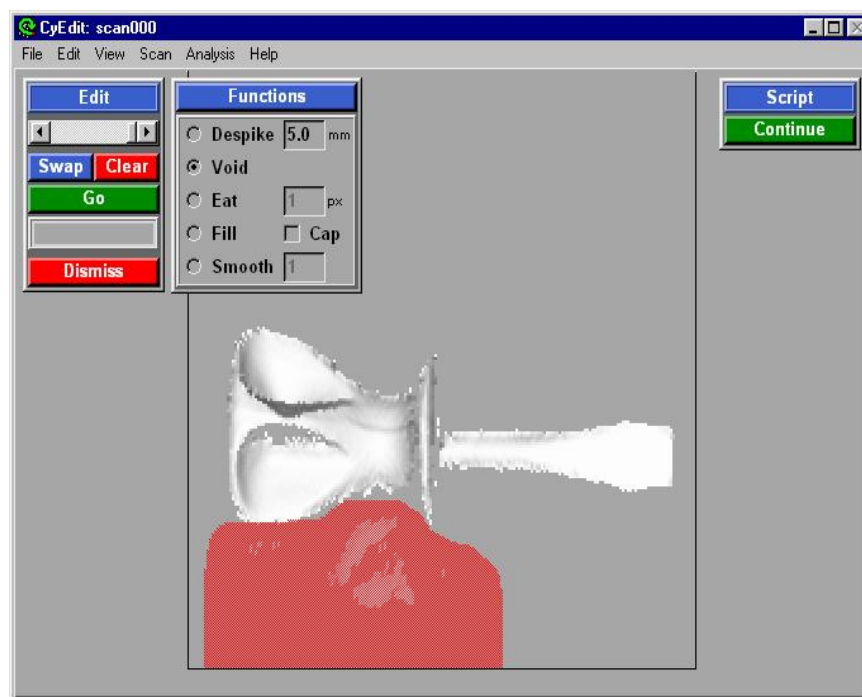 CyEdit: scan000
File Edit View Scan Analysis Help
Edit
Swap Clear
Go
Dismiss
Functions
Despike 5.0 mm
Void
Eat 1 px
Fill Cap
Smooth 1
Script
Continue